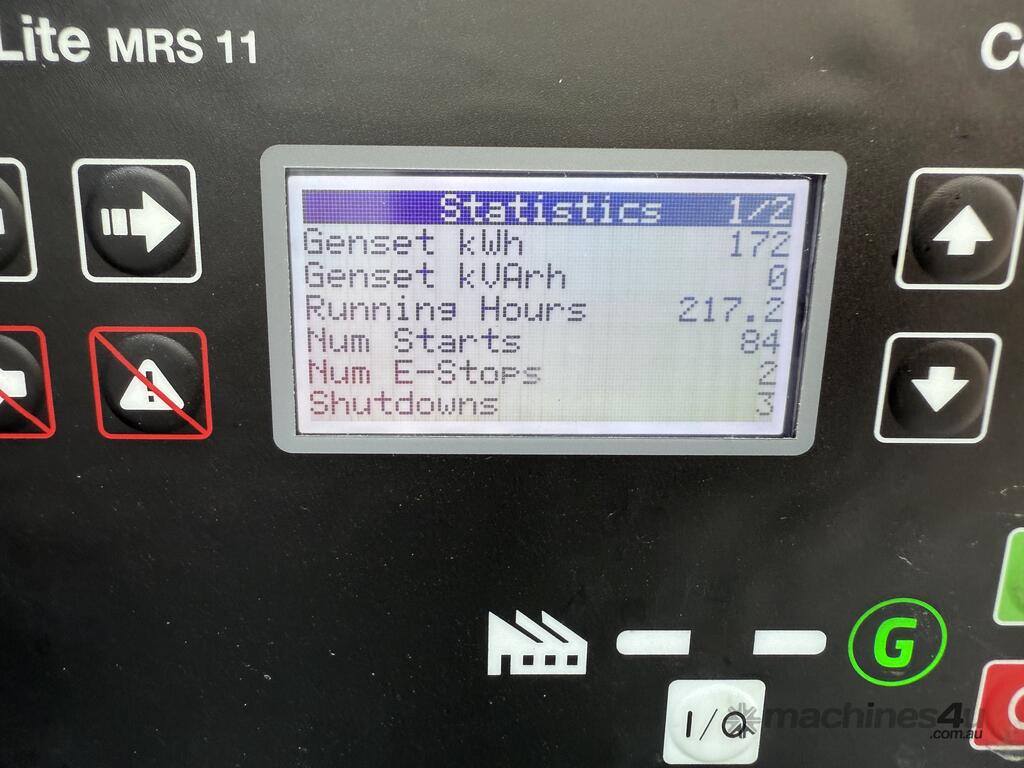 Lite MRS 11
Statistics 1/2
Genset kWh 172
Genset kVArh 0
Running Hours 217.2
Num Starts 84
Num E-Stops 2
Shutdowns 3
G
I/O
machines4u
.com.au